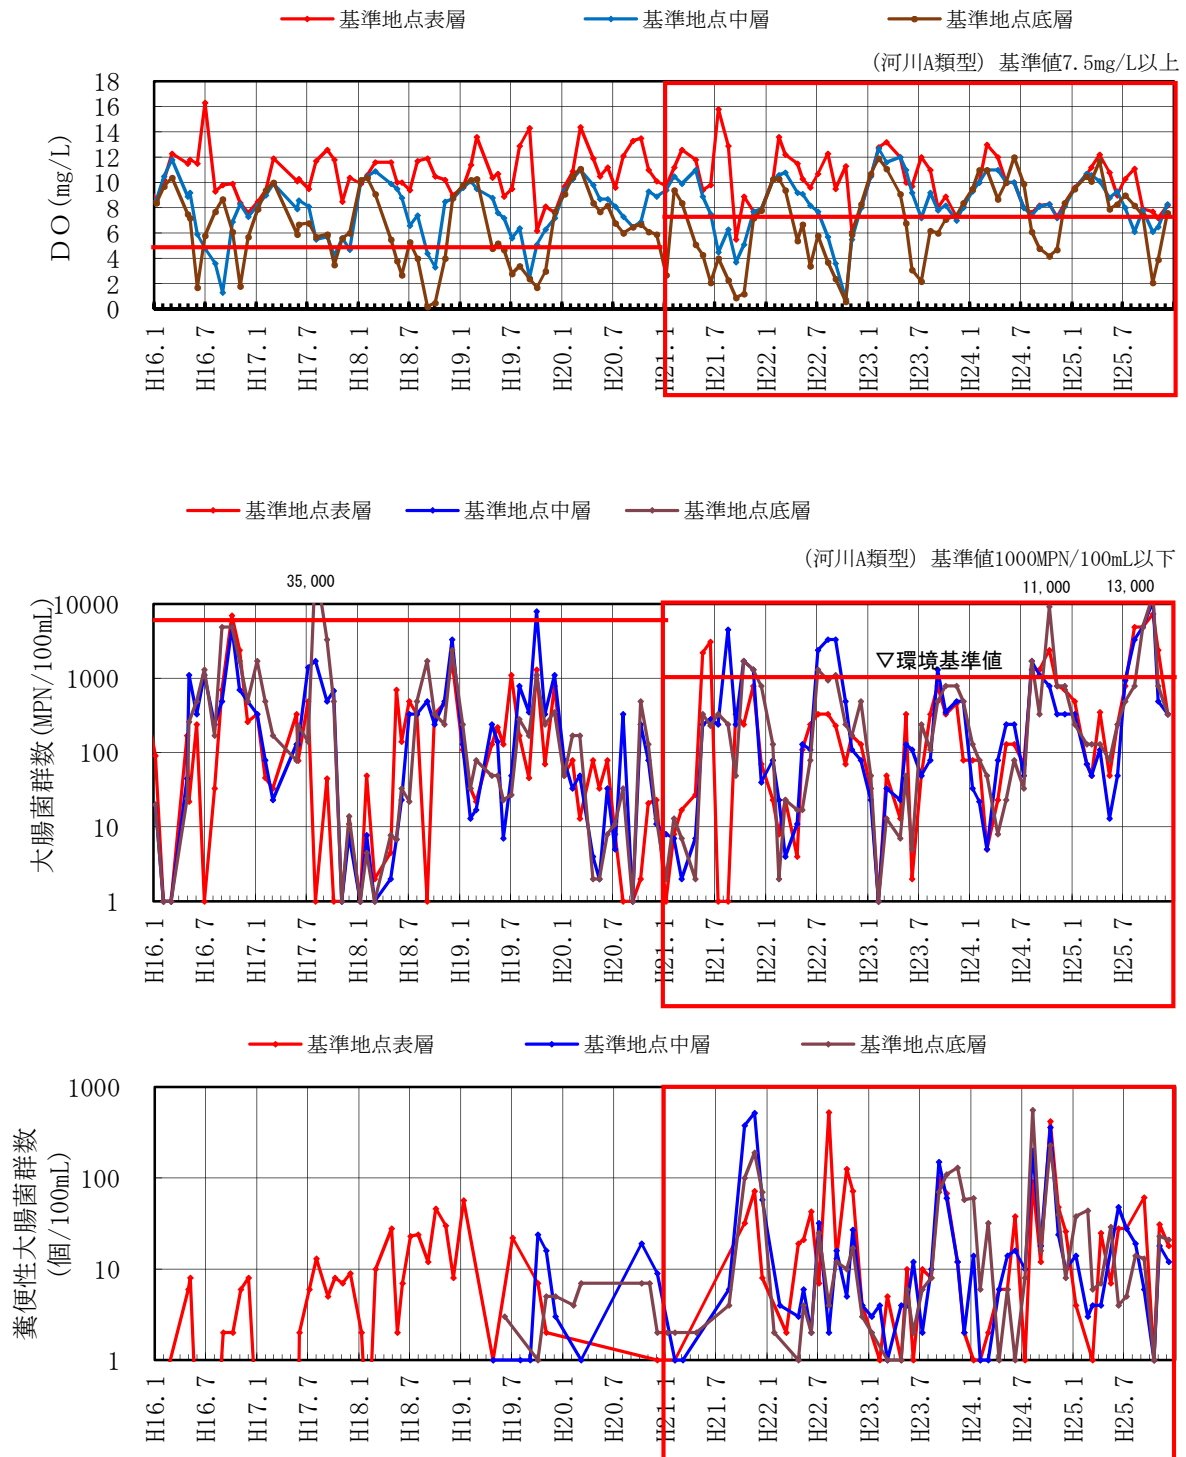 基準地点表層 基準地点中層 基準地点底層
(河川A類型) 基準値7.5mg/L以上
DO(mg/L)
18
16
14
12
10
8
6
4
2
0
H16.1 H16.7 H17.1 H17.7 H18.1 H18.7 H19.1 H19.7 H20.1 H20.7 H21.1 H21.7 H22.1 H22.7 H23.1 H23.7 H24.1 H24.7 H25.1 H25.7
基準地点表層 基準地点中層 基準地点底層
(河川A類型) 基準値1000MPN/100mL以下
35,000 11,000 13,000
大腸菌群数(MPN/100mL)
10000
1000
100
10
1
▽環境基準値
H16.1 H16.7 H17.1 H17.7 H18.1 H18.7 H19.1 H19.7 H20.1 H20.7 H21.1 H21.7 H22.1 H22.7 H23.1 H23.7 H24.1 H24.7 H25.1 H25.7
基準地点表層 基準地点中層 基準地点底層
糞便性大腸菌群数
(個/100mL)
1000
100
10
1
H16.1 H16.7 H17.1 H17.7 H18.1 H18.7 H19.1 H19.7 H20.1 H20.7 H21.1 H21.7 H22.1 H22.7 H23.1 H23.7 H24.1 H24.7 H25.1 H25.7